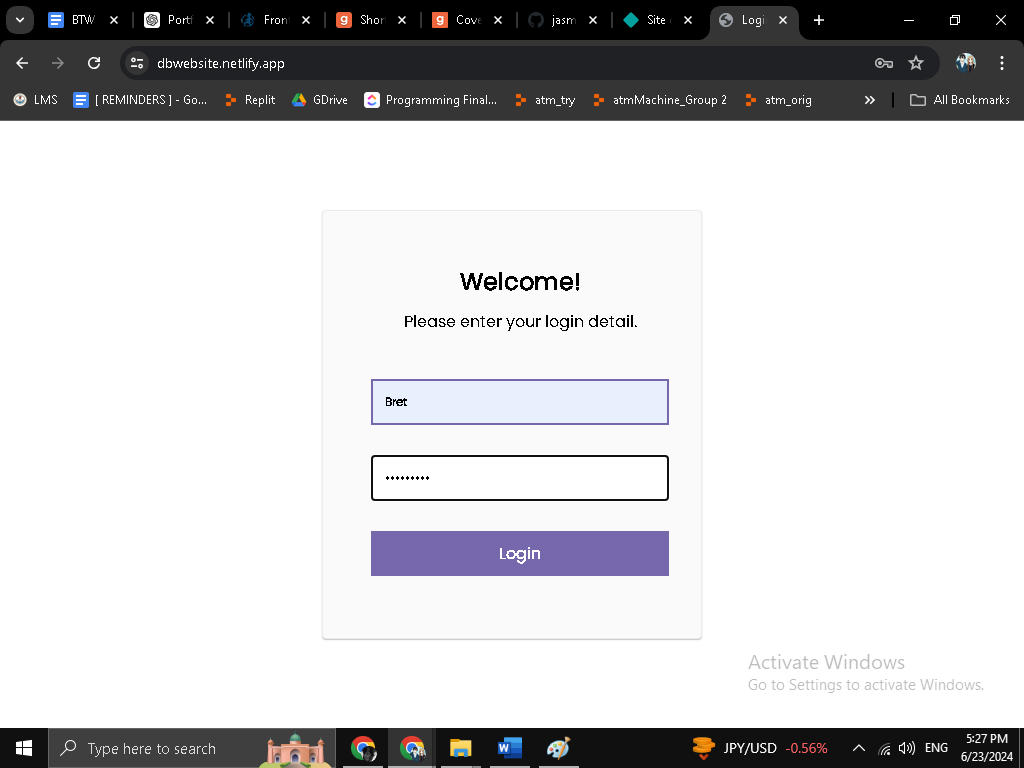 BTW
Portf
Fron
Shor
Cove
jasm
Site
Logi
dbwebsite.netlify.app
LMS
[ REMINDERS ] - Go...
Replit
GDrive
Programming Final...
atm_try
atmMachine_Group 2
atm_orig
All Bookmarks
Welcome!
Please enter your login detail.
Bret
Login
Activate Windows
Go to Settings to activate Windows.
Type here to search
JPY/USD -0.56%
ENG
5:27 PM
6/23/2024